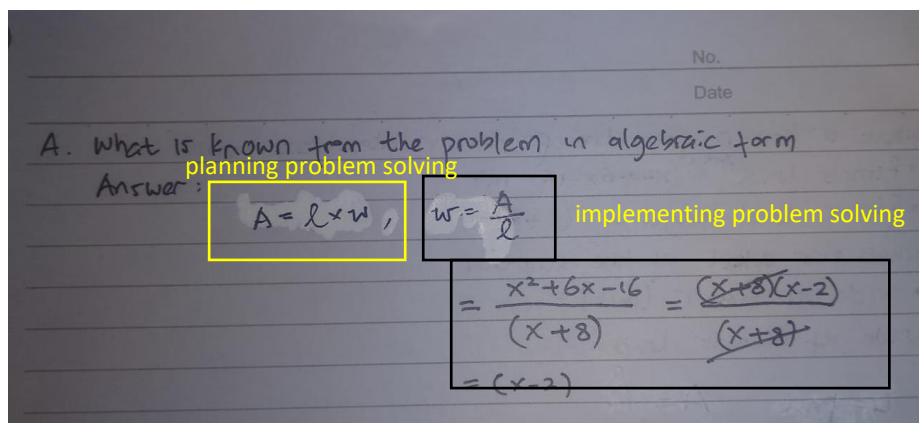 No.
Date
A. What is known from the problem in algebraic form
planning problem solving
Answer :
A = l × w , w = A/l
implementing problem solving
= x²+6x-16/(x+8) = (x+8)(x-2)/(x+8)
= (x-2)